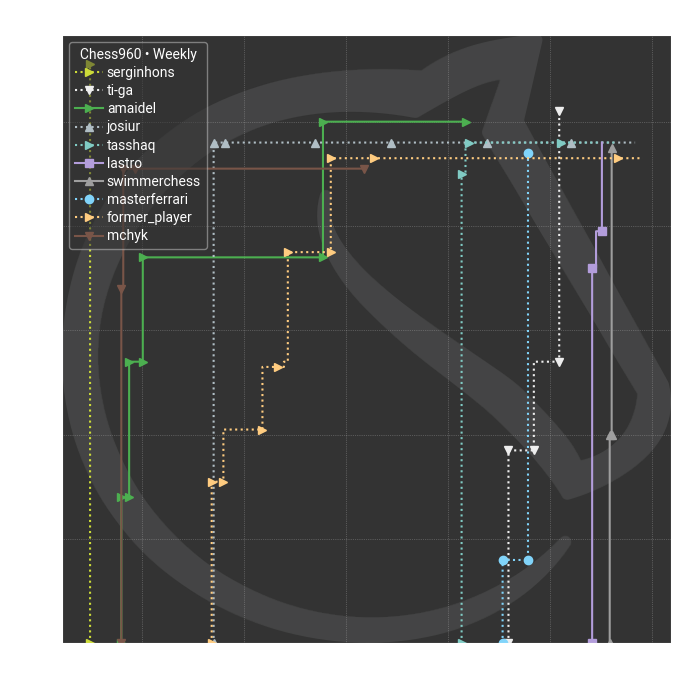 Chess960 • Weekly
serginhons
ti-ga
amaidel
josiur
tasshaq
lastro
swimmerchess
masterferrari
former_player
mchyk